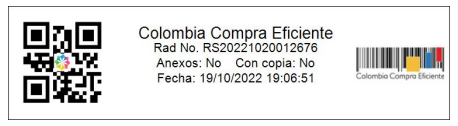 Colombia Compra Eficiente
Rad No. RS20221020012676
Anexos: No Con copia: No
Fecha: 19/10/2022 19:06:51
Colombia Compra Eficiente